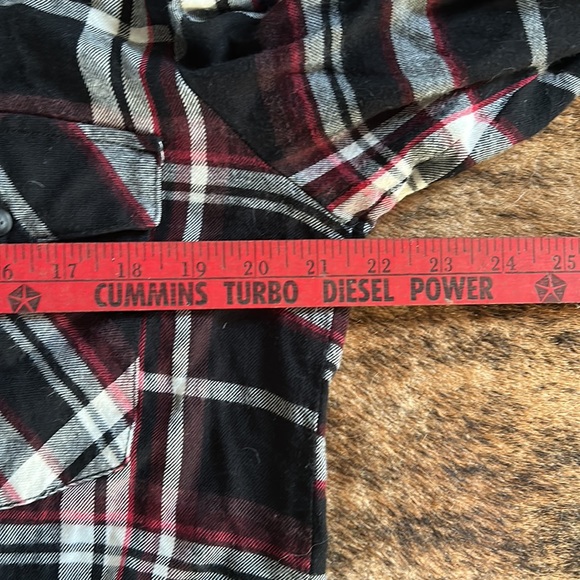 16 17 18 19 20 21 22 23 24 25
CUMMINS TURBO DIESEL POWER